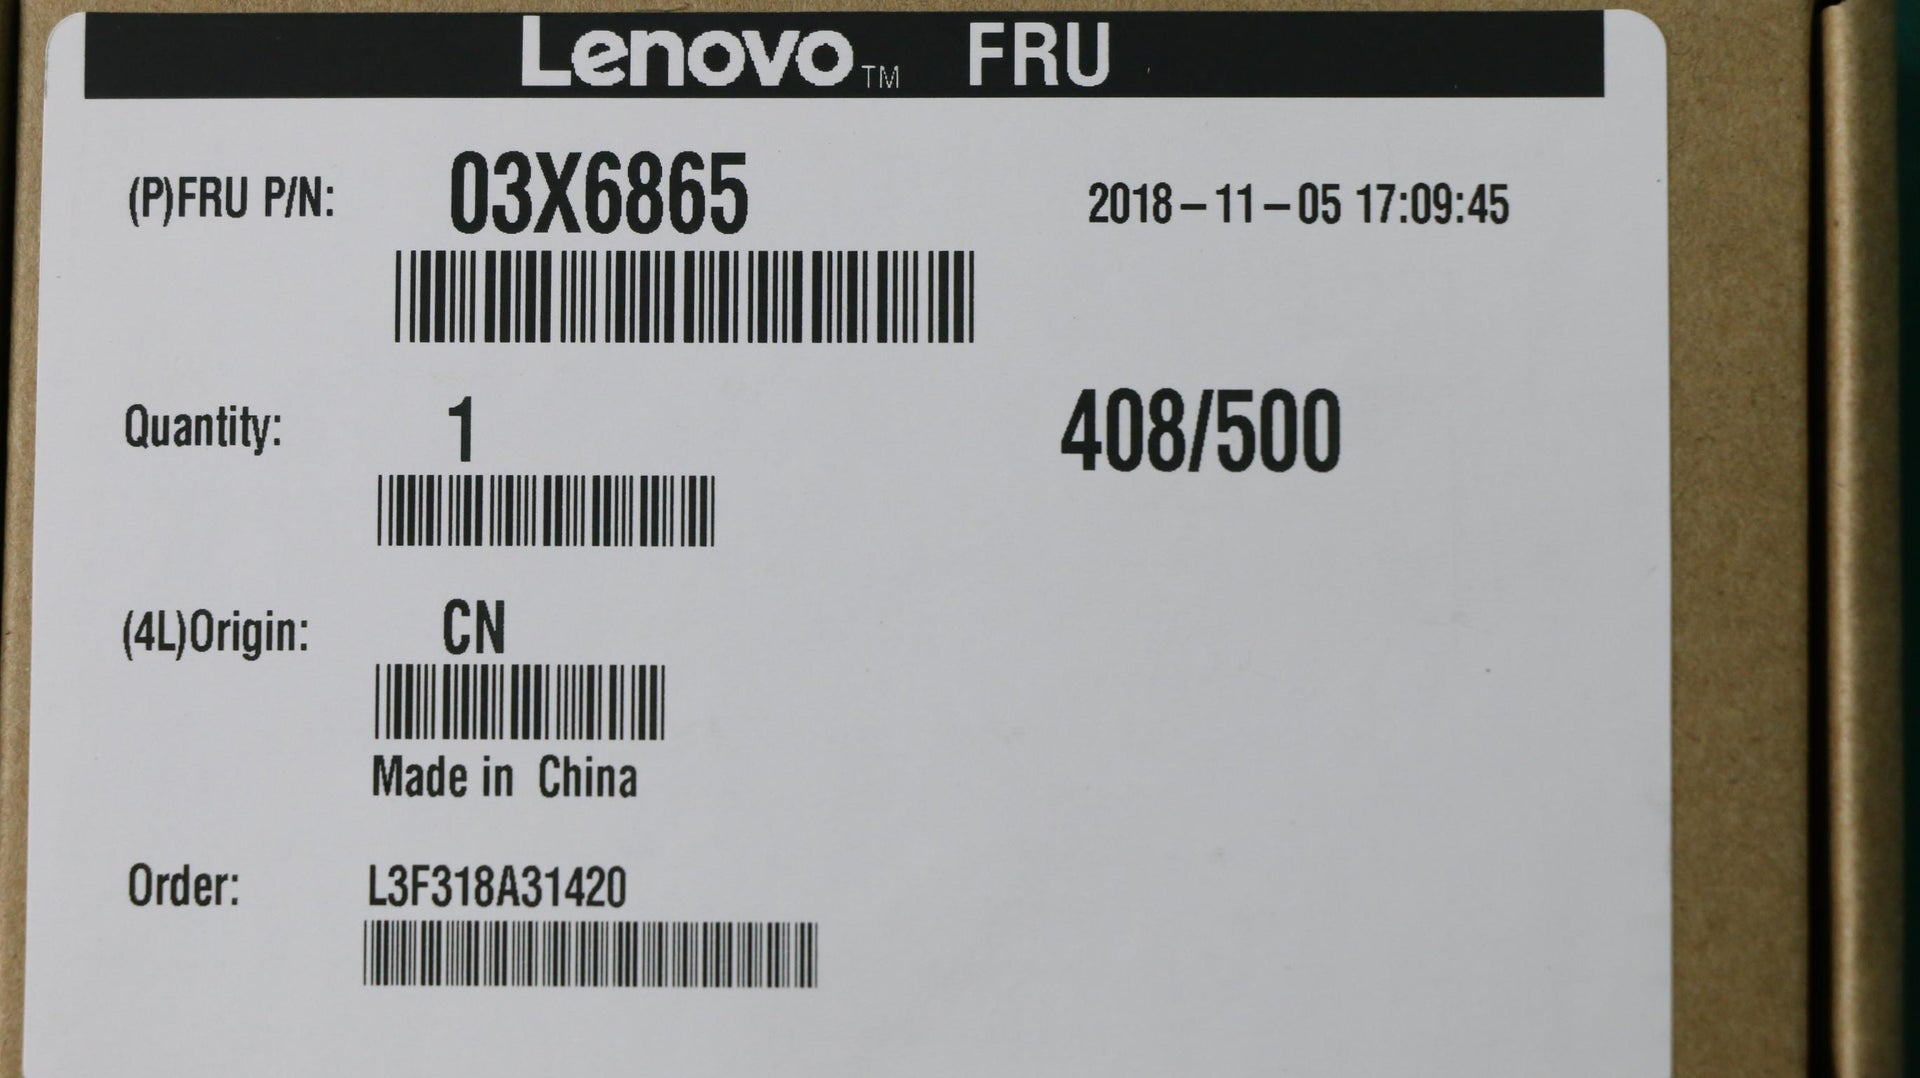 Lenovo™ FRU
(P)FRU P/N: 03X6865 2018-11-05 17:09:45
Quantity: 1 408/500
(4L)Origin: CN
Made in China
Order: L3F318A31420